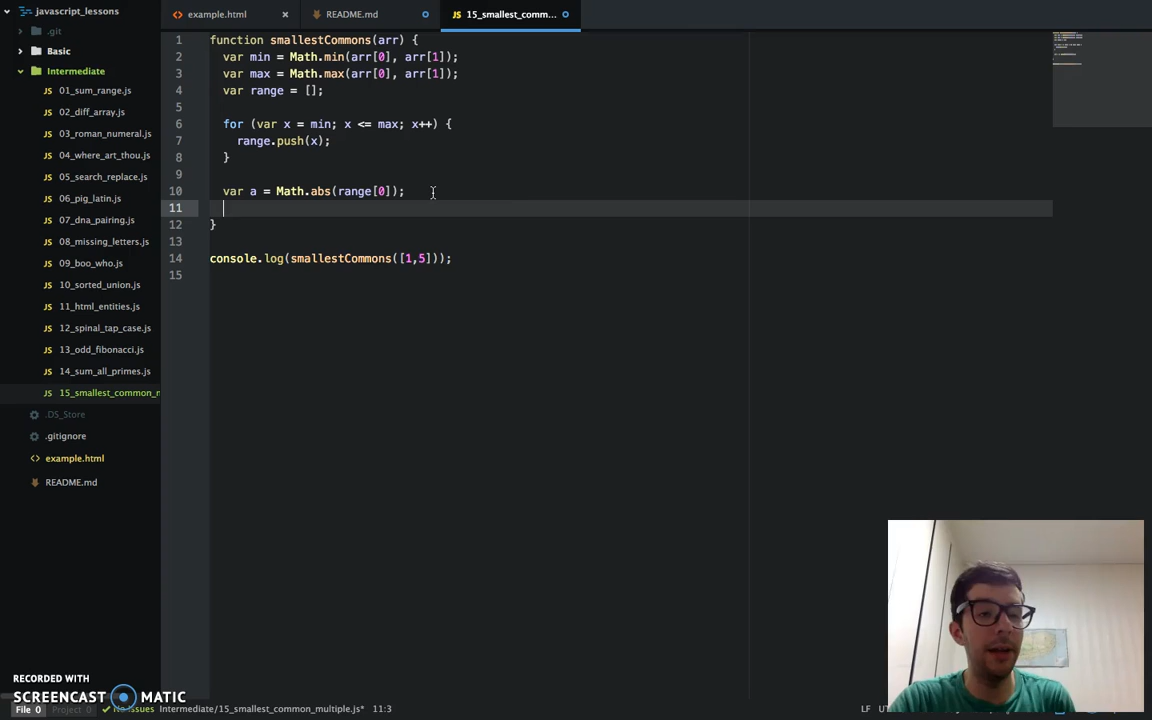 javascript_lessons
.git
Basic
Intermediate
01_sum_range.js
02_diff_array.js
03_roman_numeral.js
04_where_art_thou.js
05_search_replace.js
06_pig_latin.js
07_dna_pairing.js
08_missing_letters.js
09_boo_who.js
10_sorted_union.js
11_html_entities.js
12_spinal_tap_case.js
13_odd_fibonacci.js
14_sum_all_primes.js
15_smallest_common_m
.DS_Store
.gitignore
example.html
README.md
example.html
README.md
15_smallest_comm...
1 function smallestCommons(arr) {
2 var min = Math.min(arr[0], arr[1]);
3 var max = Math.max(arr[0], arr[1]);
4 var range = [];
5
6 for (var x = min; x <= max; x++) {
7 range.push(x);
8 }
9
10 var a = Math.abs(range[0]);
11
12 }
13
14 console.log(smallestCommons([1,5]));
15
RECORDED WITH
SCREENCAST MATIC
File 0 Project 0 No Issues Intermediate/15_smallest_common_multiple.js* 11:3
LF